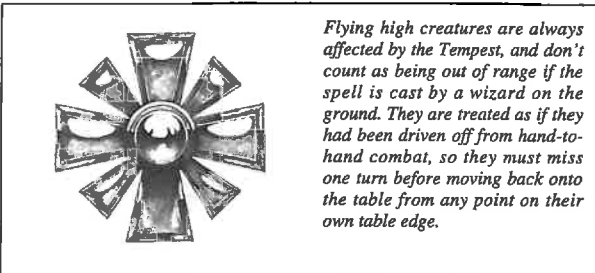 Flying high creatures are always
affected by the Tempest, and don't
count as being out of range if the
spell is cast by a wizard on the
ground. They are treated as if they
had been driven off from hand-to-
hand combat, so they must miss
one turn before moving back onto
the table from any point on their
own table edge.